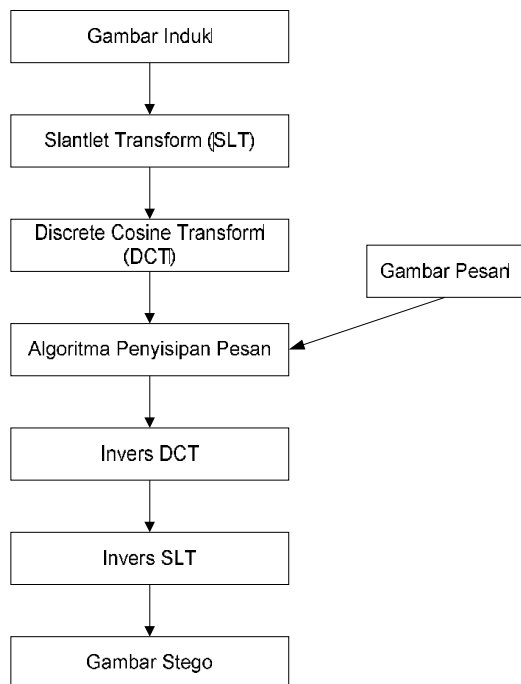 Gambar Induk
Slantlet Transform (SLT)
Discrete Cosine Transform
(DCT)
Gambar Pesan
Algoritma Penyisipan Pesan
Invers DCT
Invers SLT
Gambar Stego